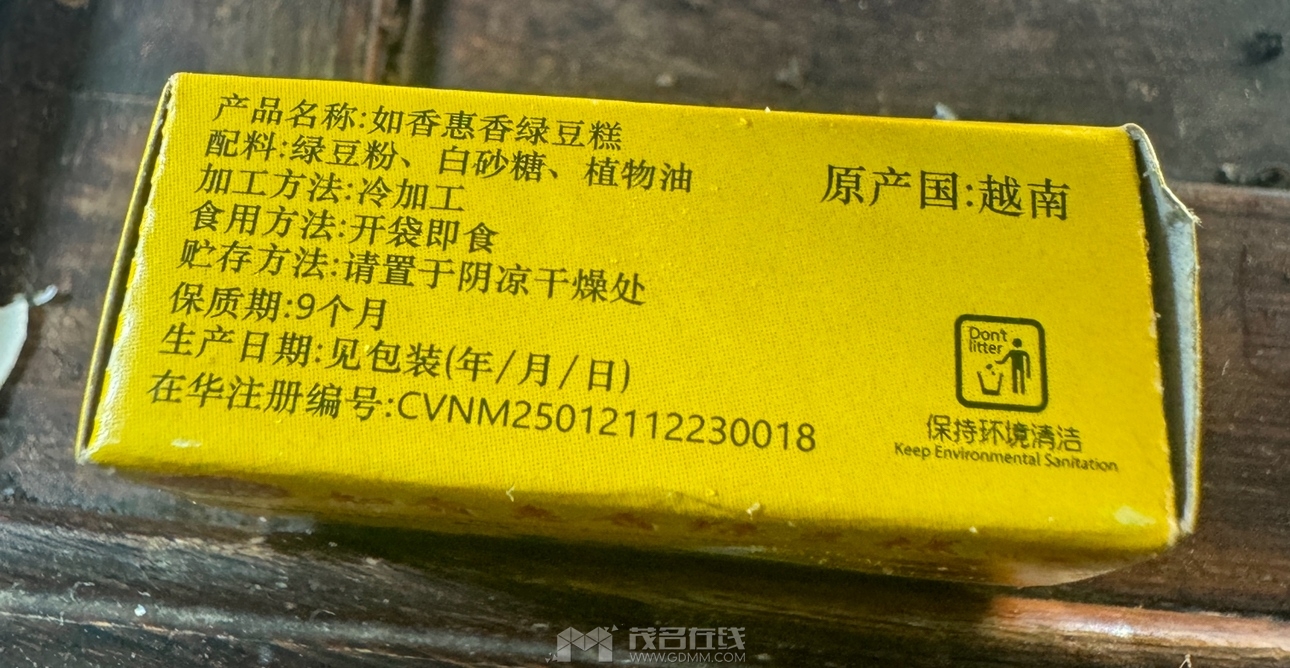 产品名称:如香惠香绿豆糕
配料:绿豆粉、白砂糖、植物油
加工方法:冷加工
食用方法:开袋即食
贮存方法:请置于阴凉干燥处
保质期:9个月
生产日期:见包装(年/月/日)
在华注册编号:CVNM25012112230018
原产国:越南
Don't
litter
保持环境清洁
Keep Environmental Sanitation
茂名在线
WWW.GDMM.COM